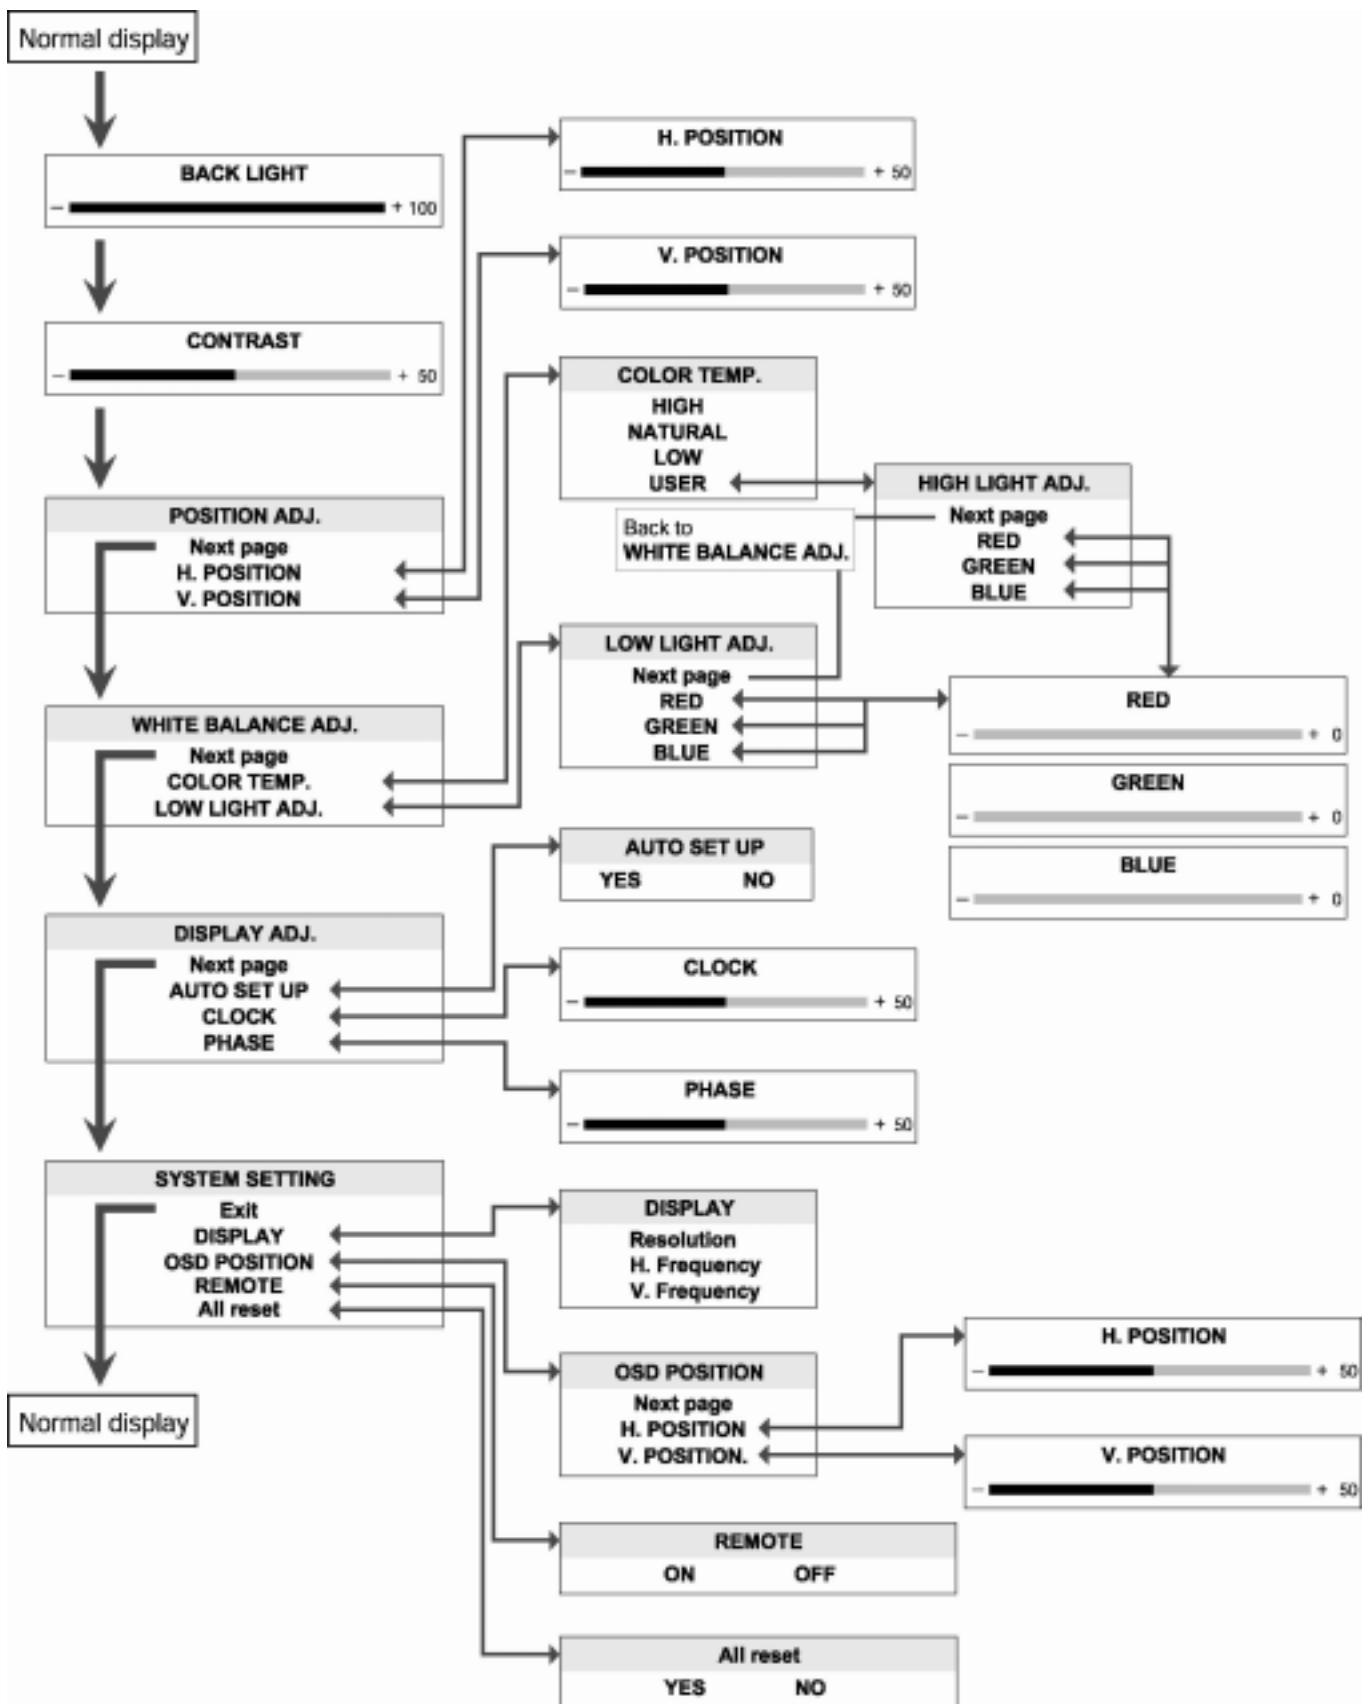 Normal display
BACK LIGHT
− + 100
CONTRAST
− + 50
POSITION ADJ.
Next page
H. POSITION
V. POSITION
H. POSITION
− + 50
V. POSITION
− + 50
WHITE BALANCE ADJ.
Next page
COLOR TEMP.
LOW LIGHT ADJ.
COLOR TEMP.
HIGH
NATURAL
LOW
USER
HIGH LIGHT ADJ.
Next page
RED
GREEN
BLUE
Back to
WHITE BALANCE ADJ.
LOW LIGHT ADJ.
Next page
RED
GREEN
BLUE
RED
− + 0
GREEN
− + 0
BLUE
− + 0
DISPLAY ADJ.
Next page
AUTO SET UP
CLOCK
PHASE
AUTO SET UP
YES NO
CLOCK
− + 50
PHASE
− + 50
SYSTEM SETTING
Exit
DISPLAY
OSD POSITION
REMOTE
All reset
DISPLAY
Resolution
H. Frequency
V. Frequency
OSD POSITION
Next page
H. POSITION
V. POSITION.
H. POSITION
− + 50
V. POSITION
− + 50
REMOTE
ON OFF
All reset
YES NO
Normal display